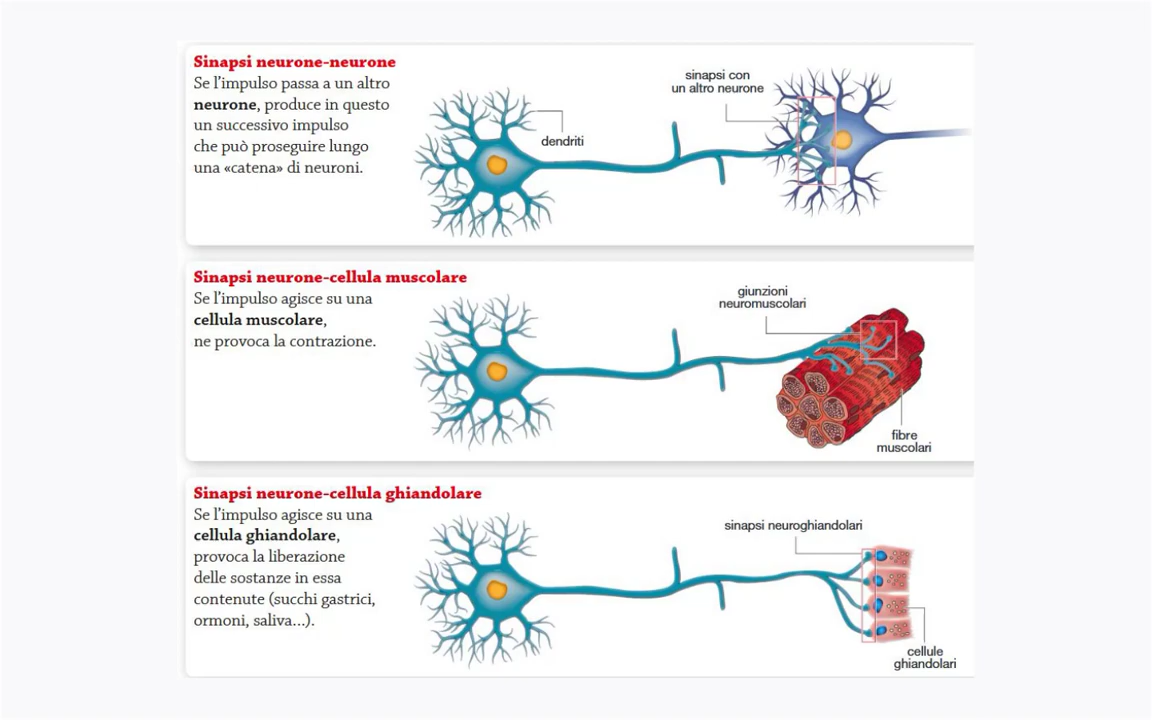 Sinapsi neurone-neurone
Se l'impulso passa a un altro
neurone, produce in questo
un successivo impulso
che può proseguire lungo
una «catena» di neuroni.
dendriti
sinapsi con
un altro neurone
Sinapsi neurone-cellula muscolare
Se l'impulso agisce su una
cellula muscolare,
ne provoca la contrazione.
giunzioni
neuromuscolari
fibre
muscolari
Sinapsi neurone-cellula ghiandolare
Se l'impulso agisce su una
cellula ghiandolare,
provoca la liberazione
delle sostanze in essa
contenute (succhi gastrici,
ormoni, saliva...).
sinapsi neuroghiandolari
cellule
ghiandolari